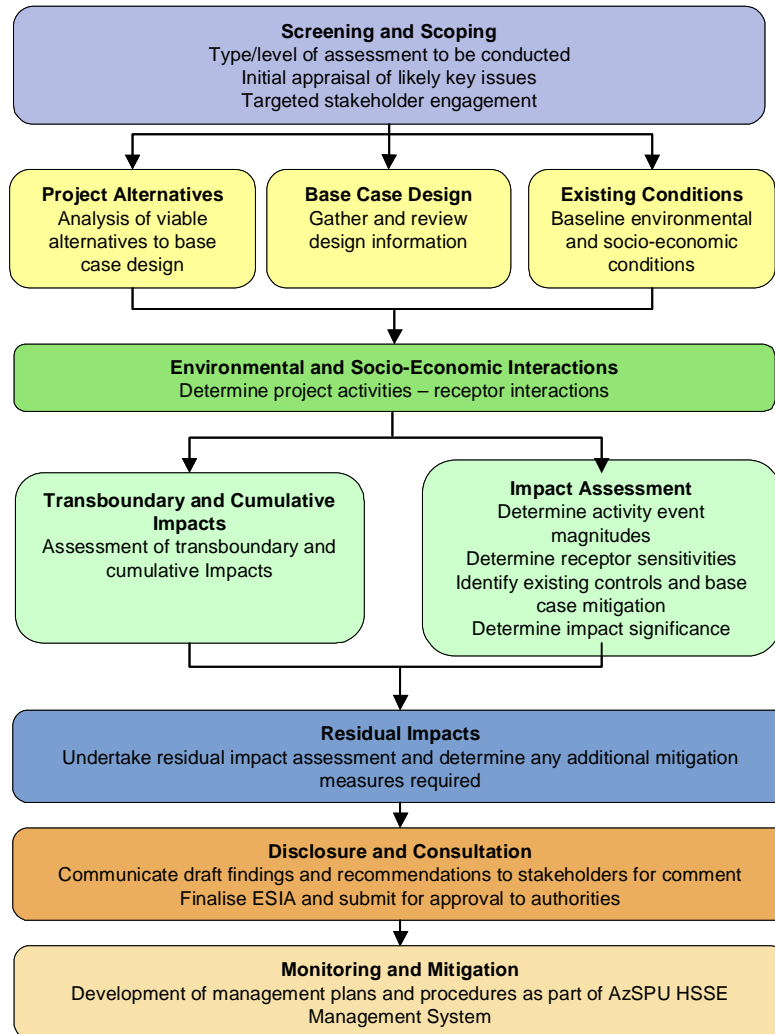 Screening and Scoping
Type/level of assessment to be conducted
Initial appraisal of likely key issues
Targeted stakeholder engagement
Project Alternatives
Analysis of viable
alternatives to base
case design
Base Case Design
Gather and review
design information
Existing Conditions
Baseline environmental
and socio-economic
conditions
Environmental and Socio-Economic Interactions
Determine project activities – receptor interactions
Transboundary and Cumulative
Impacts
Assessment of transboundary and
cumulative Impacts
Impact Assessment
Determine activity event
magnitudes
Determine receptor sensitivities
Identify existing controls and base
case mitigation
Determine impact significance
Residual Impacts
Undertake residual impact assessment and determine any additional mitigation
measures required
Disclosure and Consultation
Communicate draft findings and recommendations to stakeholders for comment
Finalise ESIA and submit for approval to authorities
Monitoring and Mitigation
Development of management plans and procedures as part of AzSPU HSSE
Management System